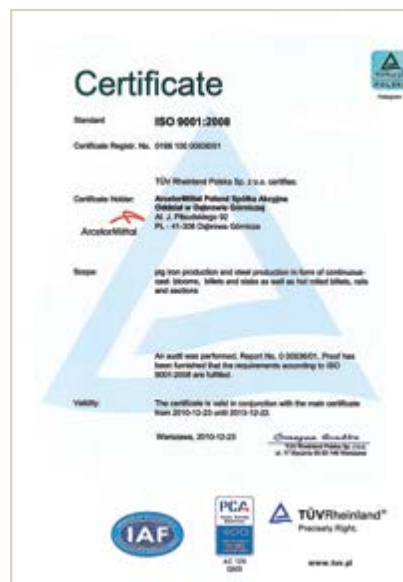 Certificate
Standard ISO 9001:2008
Certificate Registr. No.
TÜV Rheinland Polska Sp. z o.o. certifies:
Certificate Holder: ArcelorMittal Poland Spółka Akcyjna
Oddział w Dąbrowie Górniczej
Al. J. Piłsudskiego 92
PL - 41-308 Dąbrowa Górnicza
ArcelorMittal
Scope: pig iron production and steel production in form of continuous-
cast blooms, billets and slabs as well as hot rolled billets, rails
and sections
An audit was performed, Report No. Proof has
been furnished that the requirements according to ISO
9001:2008 are fulfilled.
Validity: The certificate is valid in conjunction with the main certificate
from 2010-12-23 until 2013-12-22.
Warszawa, 2010-12-23
TÜV Rheinland Polska Sp. z o.o.
IAF
PCA
TÜVRheinland®
Precisely Right.
www.tuv.pl